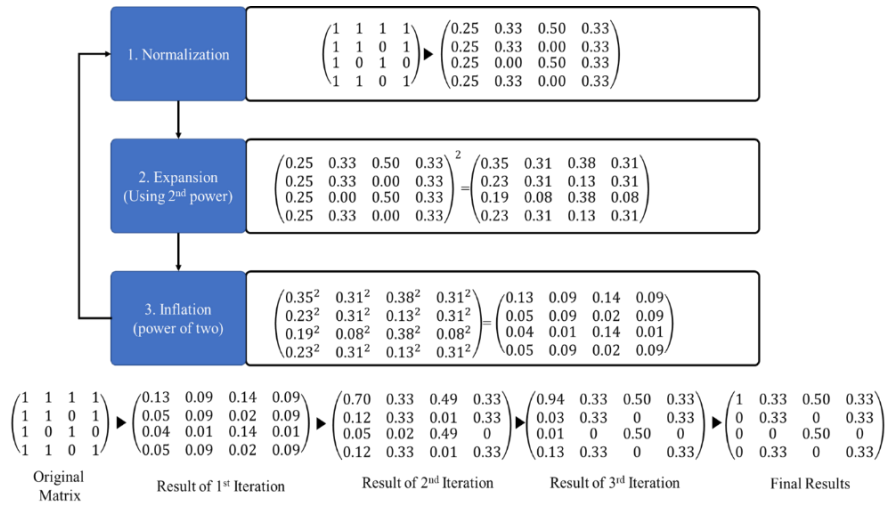 1. Normalization
1 1 1 1
1 1 0 1
1 0 1 0
1 1 0 1
0.25 0.33 0.50 0.33
0.25 0.33 0.00 0.33
0.25 0.00 0.50 0.33
0.25 0.33 0.00 0.33
2. Expansion
(Using 2nd power)
0.25 0.33 0.50 0.33
0.25 0.33 0.00 0.33
0.25 0.00 0.50 0.33
0.25 0.33 0.00 0.33
2
=
0.35 0.31 0.38 0.31
0.23 0.31 0.13 0.31
0.19 0.08 0.38 0.08
0.23 0.31 0.13 0.31
3. Inflation
(power of two)
0.35² 0.31² 0.38² 0.31²
0.23² 0.31² 0.13² 0.31²
0.19² 0.08² 0.38² 0.08²
0.23² 0.31² 0.13² 0.31²
=
0.13 0.09 0.14 0.09
0.05 0.09 0.02 0.09
0.04 0.01 0.14 0.01
0.05 0.09 0.02 0.09
1 1 1 1
1 1 0 1
1 0 1 0
1 1 0 1
Original
Matrix
0.13 0.09 0.14 0.09
0.05 0.09 0.02 0.09
0.04 0.01 0.14 0.01
0.05 0.09 0.02 0.09
Result of 1st Iteration
0.70 0.33 0.49 0.33
0.12 0.33 0.01 0.33
0.05 0.02 0.49 0
0.12 0.33 0.01 0.33
Result of 2nd Iteration
0.94 0.33 0.50 0.33
0.03 0.33 0 0.33
0.01 0 0.50 0
0.13 0.33 0 0.33
Result of 3rd Iteration
1 0.33 0.50 0.33
0 0.33 0 0.33
0 0 0.50 0
0 0.33 0 0.33
Final Results